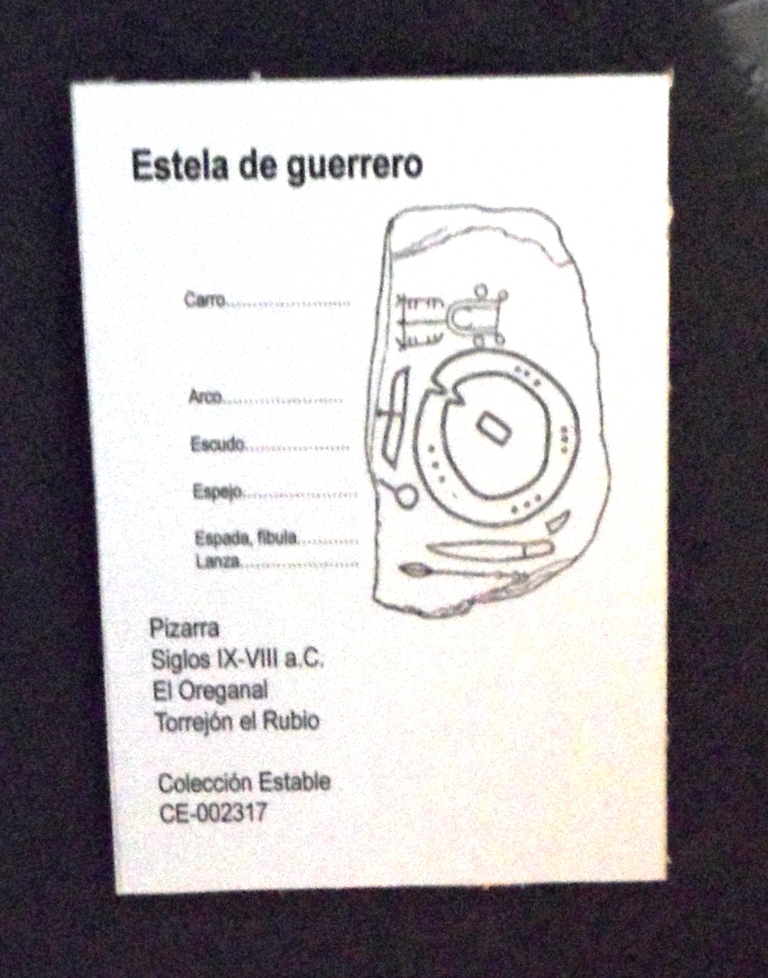 Estela de guerrero
Carro......................
Arco.....................
Escudo..................
Espejo...................
Espada, fíbula...........
Lanza.....................
Pizarra
Siglos IX-VIII a.C.
El Oreganal
Torrejón el Rubio
Colección Estable
CE-002317